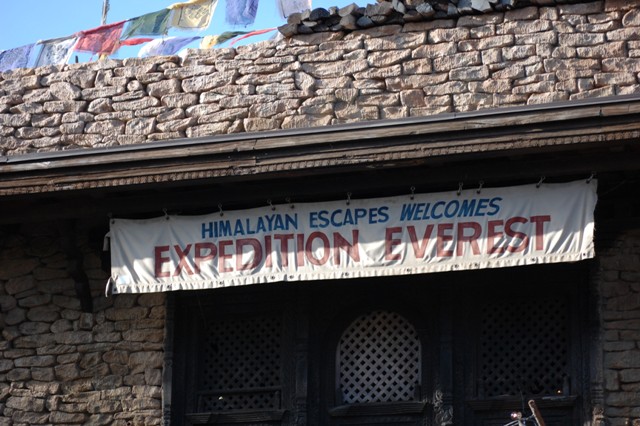 HIMALAYAN ESCAPES WELCOMES
EXPEDITION EVEREST